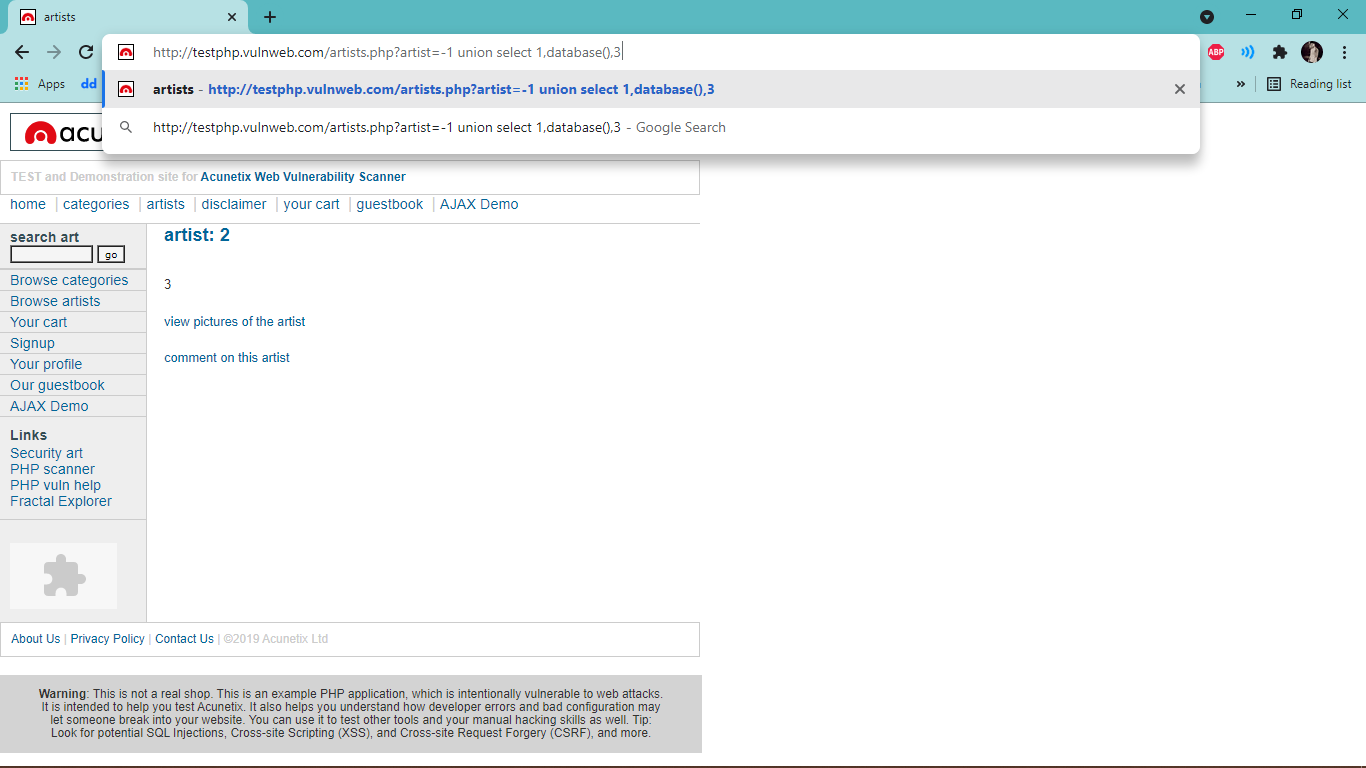 artists
http://testphp.vulnweb.com/artists.php?artist=-1 union select 1,database(),3
ABP
Apps
dd
artists - http://testphp.vulnweb.com/artists.php?artist=-1 union select 1,database(),3
»
Reading list
http://testphp.vulnweb.com/artists.php?artist=-1 union select 1,database(),3 - Google Search
acu
TEST and Demonstration site for Acunetix Web Vulnerability Scanner
home | categories | artists | disclaimer | your cart | guestbook | AJAX Demo
search art
go
Browse categories
Browse artists
Your cart
Signup
Your profile
Our guestbook
AJAX Demo
Links
Security art
PHP scanner
PHP vuln help
Fractal Explorer
artist: 2
3
view pictures of the artist
comment on this artist
About Us | Privacy Policy | Contact Us | ©2019 Acunetix Ltd
Warning: This is not a real shop. This is an example PHP application, which is intentionally vulnerable to web attacks.
It is intended to help you test Acunetix. It also helps you understand how developer errors and bad configuration may
let someone break into your website. You can use it to test other tools and your manual hacking skills as well. Tip:
Look for potential SQL Injections, Cross-site Scripting (XSS), and Cross-site Request Forgery (CSRF), and more.